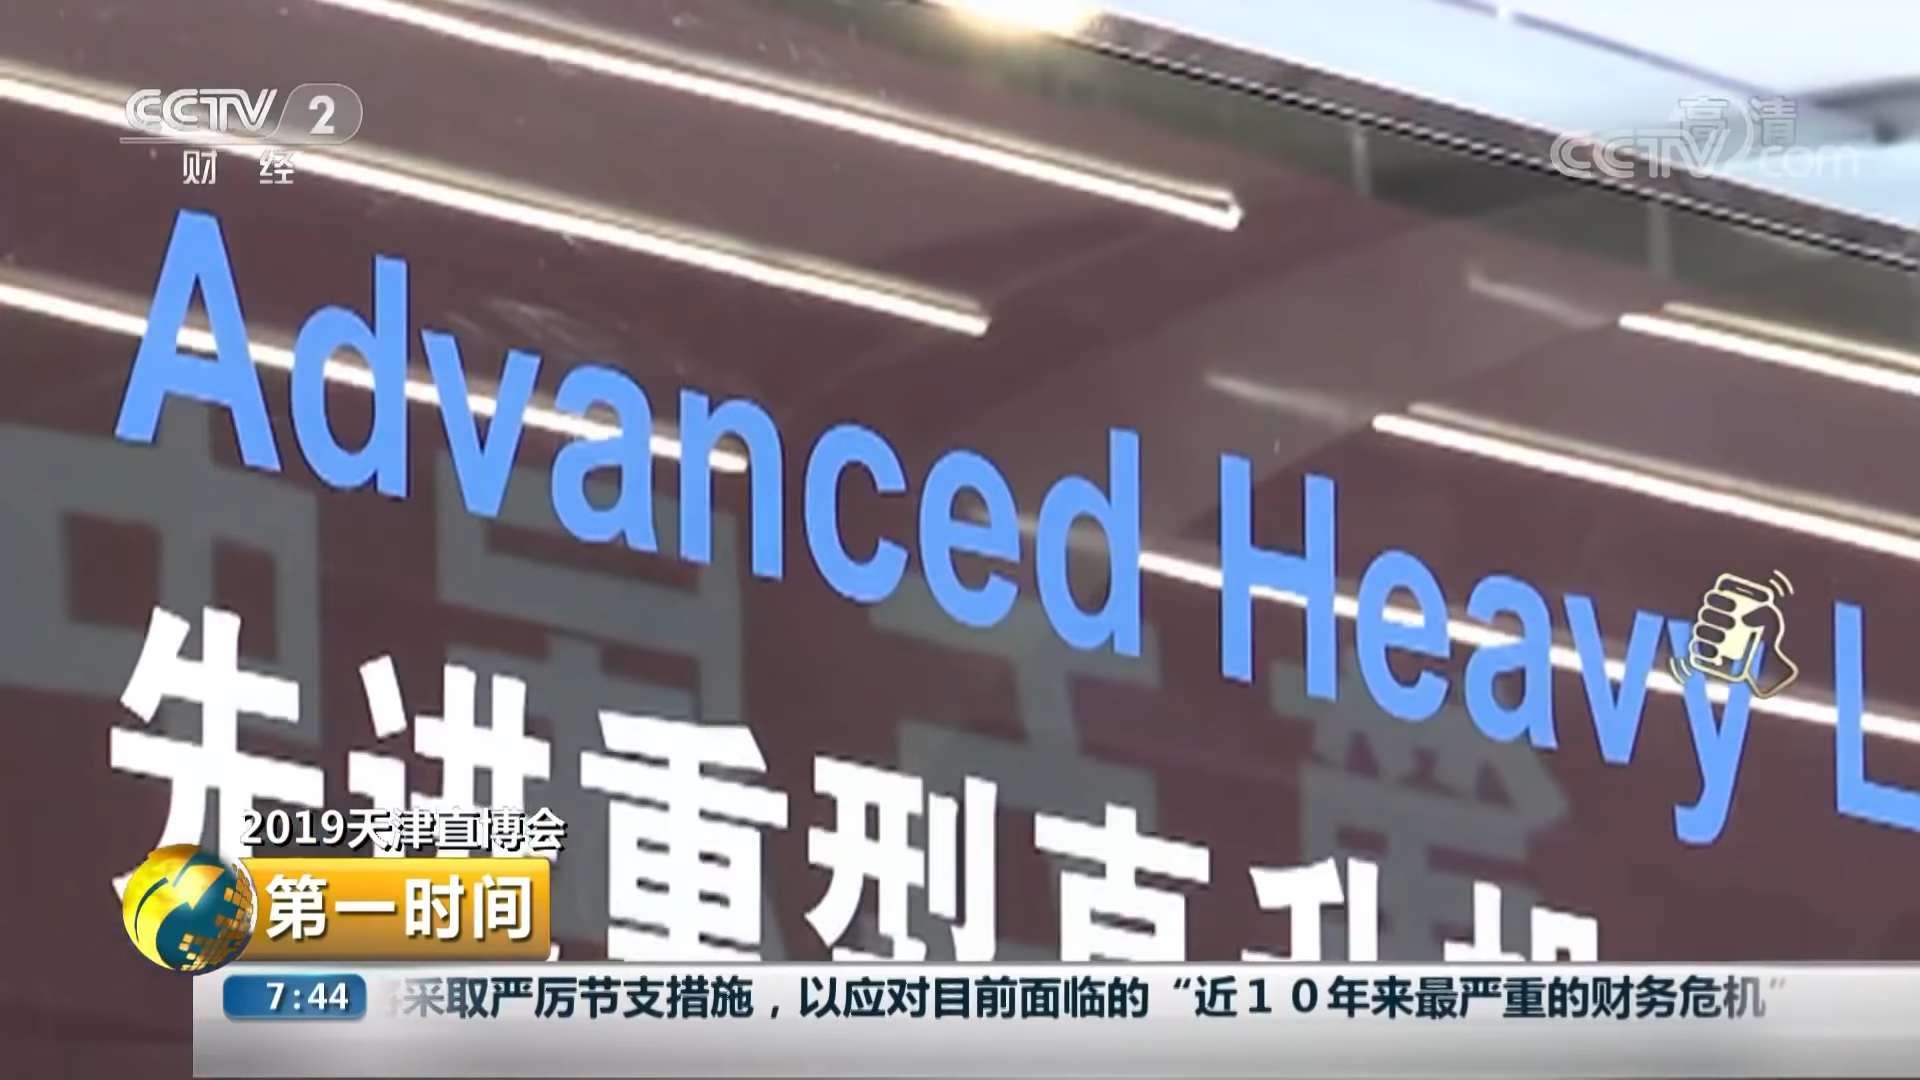 CCTV 2
财 经
高清
CCTV.com
Advanced Heavy L
先进重型直升机
2019天津直博会
第一时间
7:44
采取严厉节支措施，以应对目前面临的“近１０年来最严重的财务危机”